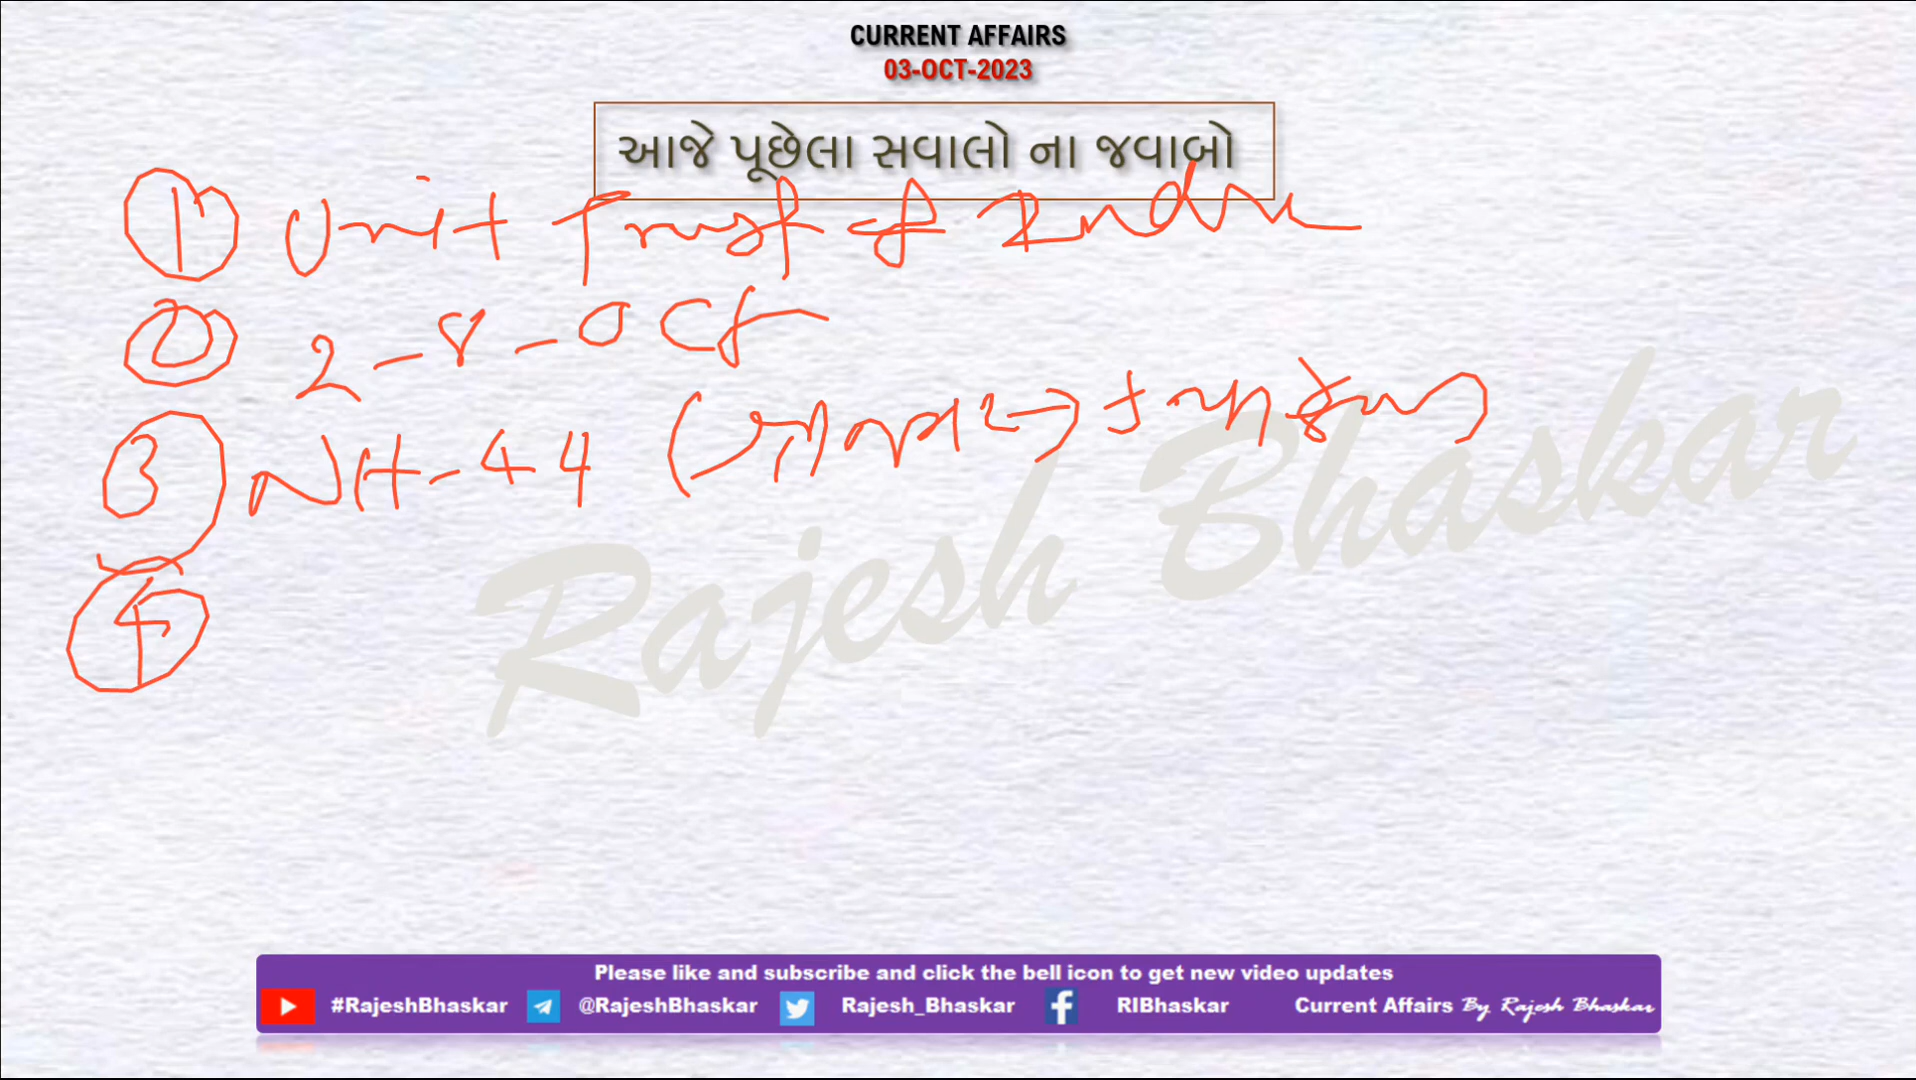 CURRENT AFFAIRS
03-OCT-2023
આજે પૂછેલા સવાલો ના જવાબો
1 Unit Trust of India
2 2-8-Oct
3 NH-44
4
Rajesh Bhaskar
Please like and subscribe and click the bell icon to get new video updates
#RajeshBhaskar @RajeshBhaskar Rajesh_Bhaskar RIBhaskar Current Affairs By Rajesh Bhaskar